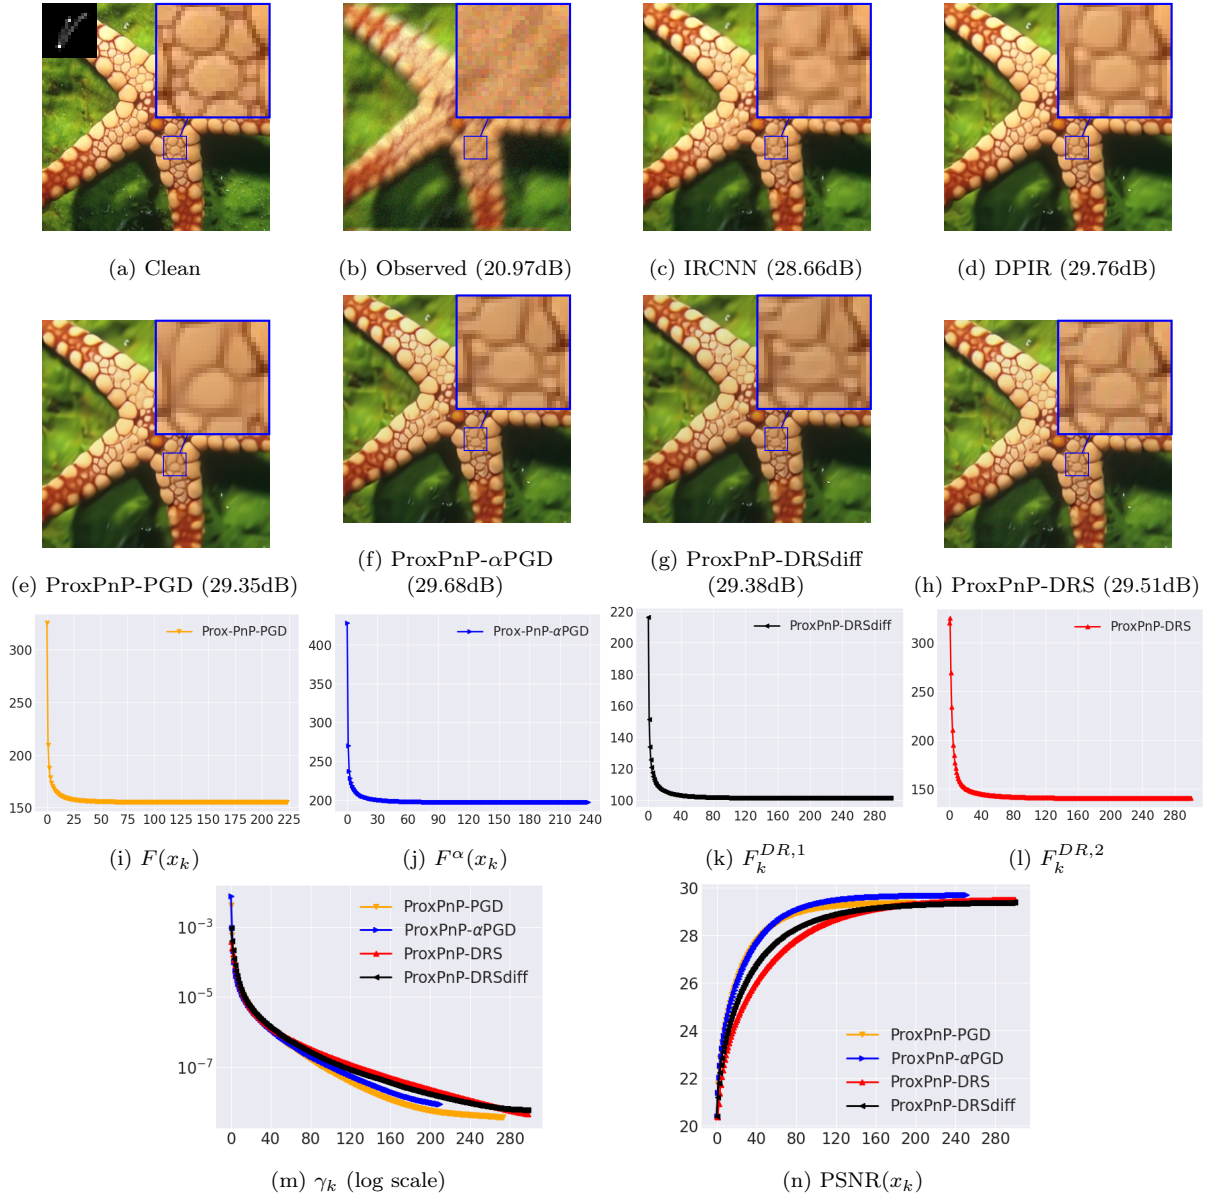 (a) Clean
(b) Observed (20.97dB)
(c) IRCNN (28.66dB)
(d) DPIR (29.76dB)
(e) ProxPnP-PGD (29.35dB)
(f) ProxPnP-αPGD
(29.68dB)
(g) ProxPnP-DRSdiff
(29.38dB)
(h) ProxPnP-DRS (29.51dB)
Prox-PnP-PGD
300
250
200
150
0 25 50 75 100 125 150 175 200 225
Prox-PnP-αPGD
400
350
300
250
200
0 30 60 90 120 150 180 210 240
ProxPnP-DRSdiff
220
200
180
160
140
120
100
0 40 80 120 160 200 240 280
ProxPnP-DRS
300
250
200
150
0 40 80 120 160 200 240 280
(i) F(x_k)
(j) F^α(x_k)
(k) F_k^{DR,1}
(l) F_k^{DR,2}
ProxPnP-PGD
ProxPnP-αPGD
ProxPnP-DRS
ProxPnP-DRSdiff
10^{−3}
10^{−5}
10^{−7}
0 40 80 120 160 200 240 280
30
28
26
24
22
20
ProxPnP-PGD
ProxPnP-αPGD
ProxPnP-DRS
ProxPnP-DRSdiff
0 40 80 120 160 200 240 280
(m) γ_k (log scale)
(n) PSNR(x_k)